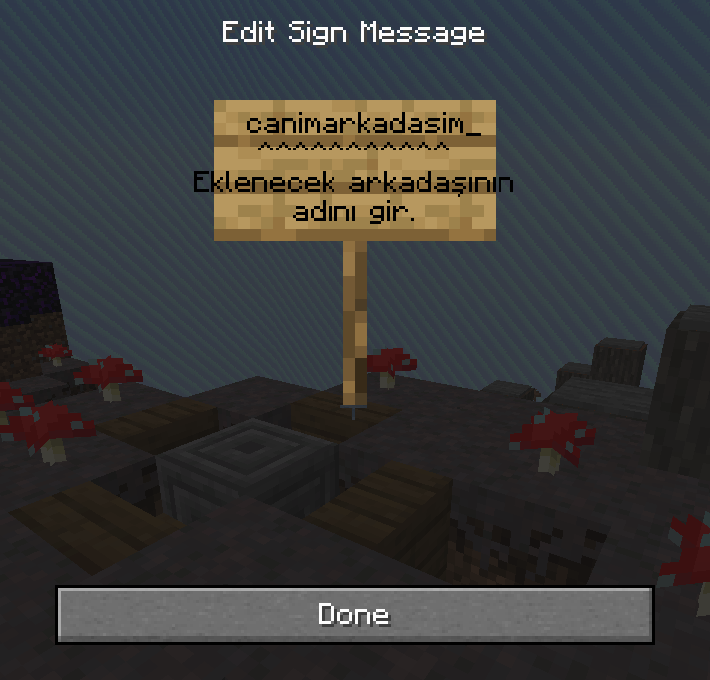 Edit Sign Message
canimarkadasim_
^^^^^^^^^^^
Eklenecek arkadaşının
adını gir.
Done